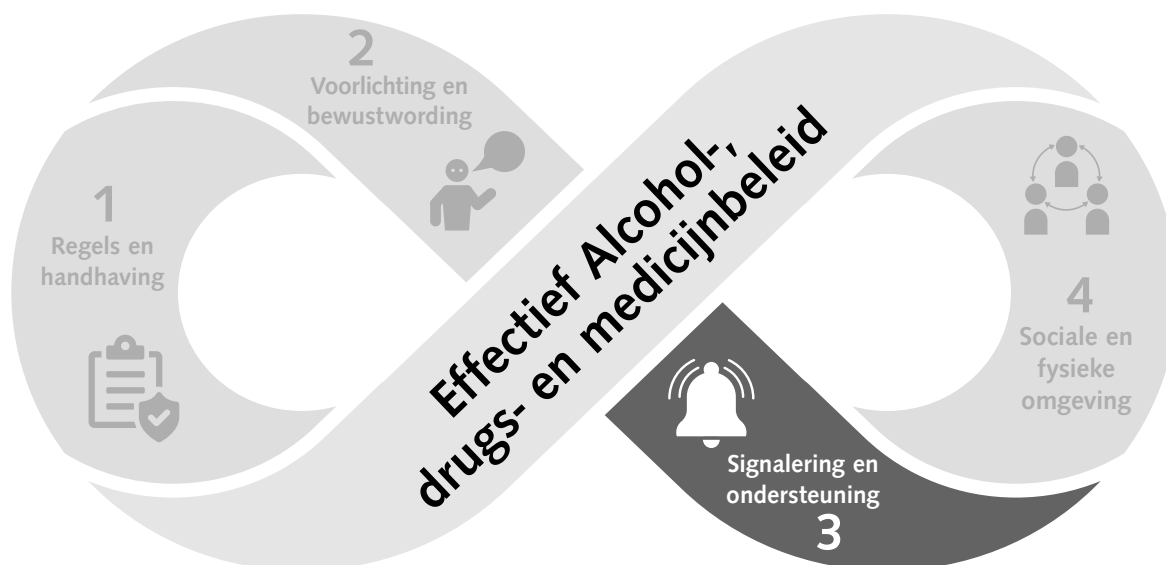 2
Voorlichting en
bewustwording
1
Regels en
handhaving
Effectief Alcohol-,
drugs- en medicijnbeleid
4
Sociale en
fysieke
omgeving
Signalering en
ondersteuning
3